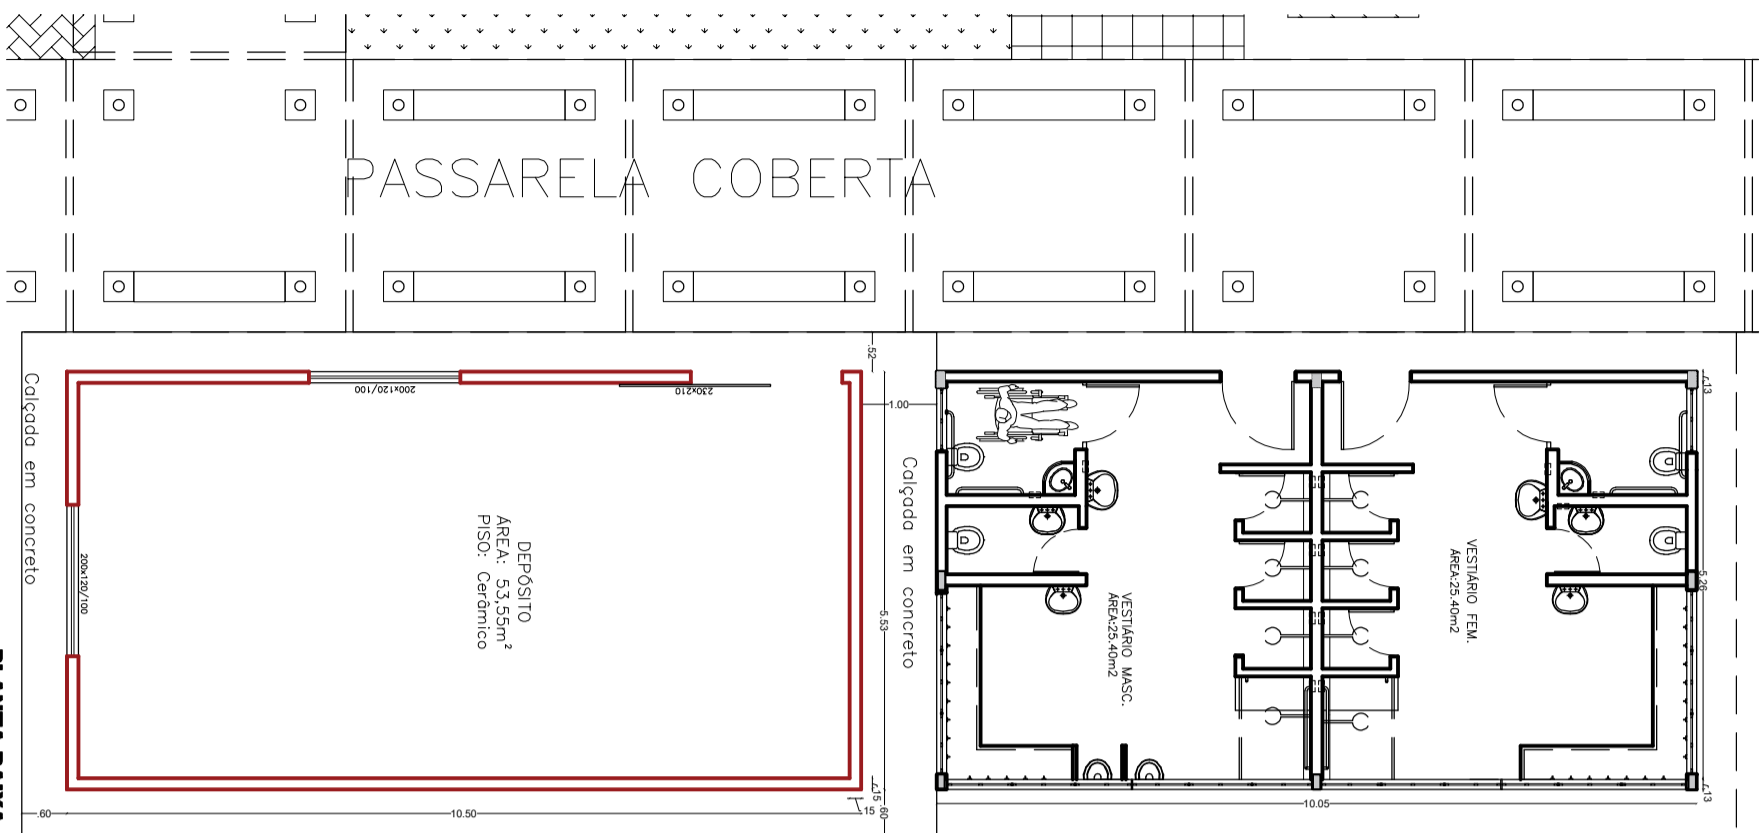 PASSARELA COBERTA
.52
200x120/100
230x210
1.00
.13
Calçada em concreto
Calçada em concreto
200x120/100
DEPÓSITO
ÁREA: 53,55m²
PISO: Cerâmico
5.53
VESTIÁRIO MASC.
ÁREA:25.40m2
VESTIÁRIO FEM.
ÁREA:25.40m2
5.26
.15
.60
.15
.13
.60
10.50
10.05